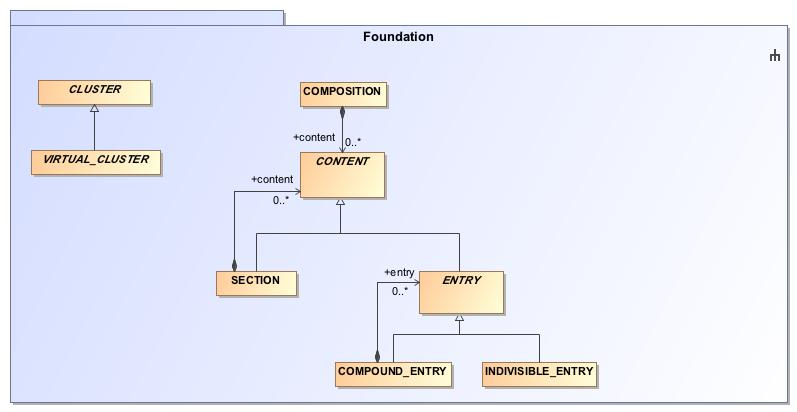 Foundation
CLUSTER
COMPOSITION
+content
0..*
VIRTUAL_CLUSTER
CONTENT
+content
0..*
SECTION
+entry
0..*
ENTRY
COMPOUND_ENTRY
INDIVISIBLE_ENTRY